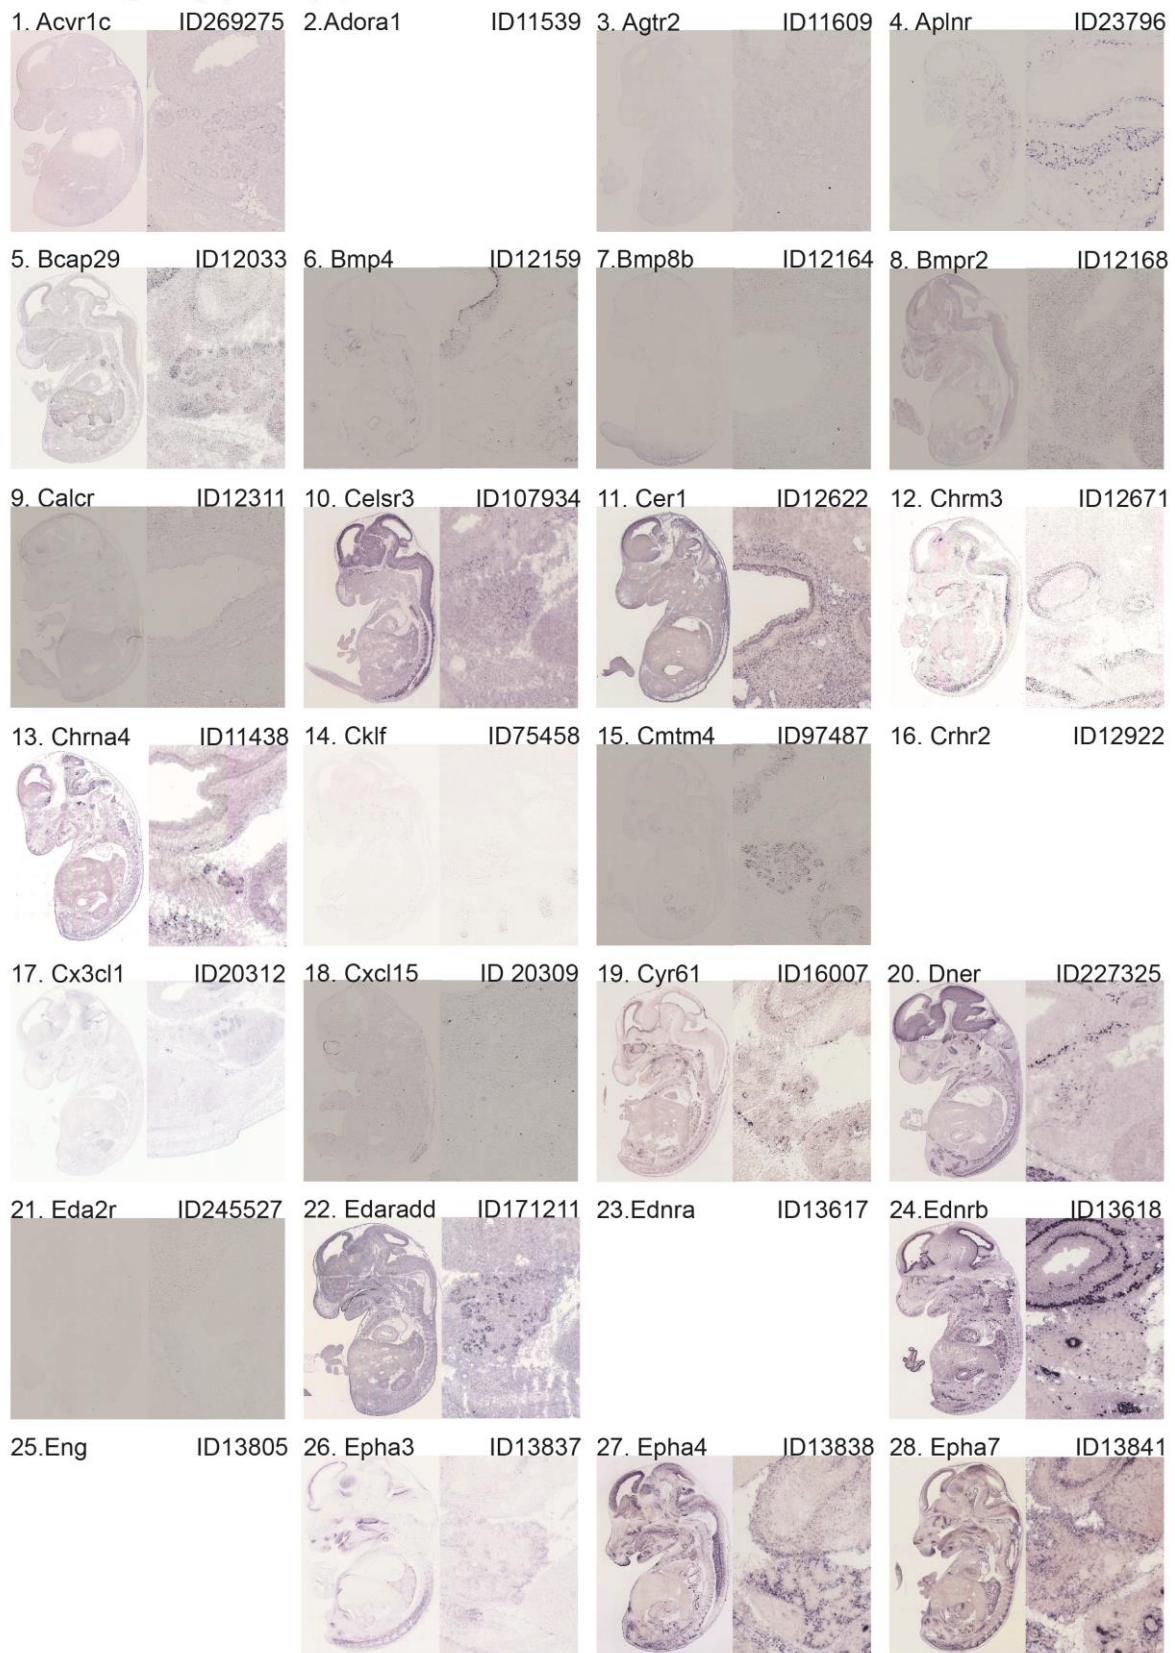 1. Acvr1c ID269275 2.Adora1 ID11539 3. Agtr2 ID11609 4. Aplnr ID23796
5. Bcap29 ID12033 6. Bmp4 ID12159 7.Bmp8b ID12164 8. Bmpr2 ID12168
9. Calcr ID12311 10. Celsr3 ID107934 11. Cer1 ID12622 12. Chrm3 ID12671
13. Chrna4 ID11438 14. Cklf ID75458 15. Cmtm4 ID97487 16. Crhr2 ID12922
17. Cx3cl1 ID20312 18. Cxcl15 ID 20309 19. Cyr61 ID16007 20. Dner ID227325
21. Eda2r ID245527 22. Edaradd ID171211 23.Ednra ID13617 24.Ednrb ID13618
25.Eng ID13805 26. Epha3 ID13837 27. Epha4 ID13838 28. Epha7 ID13841